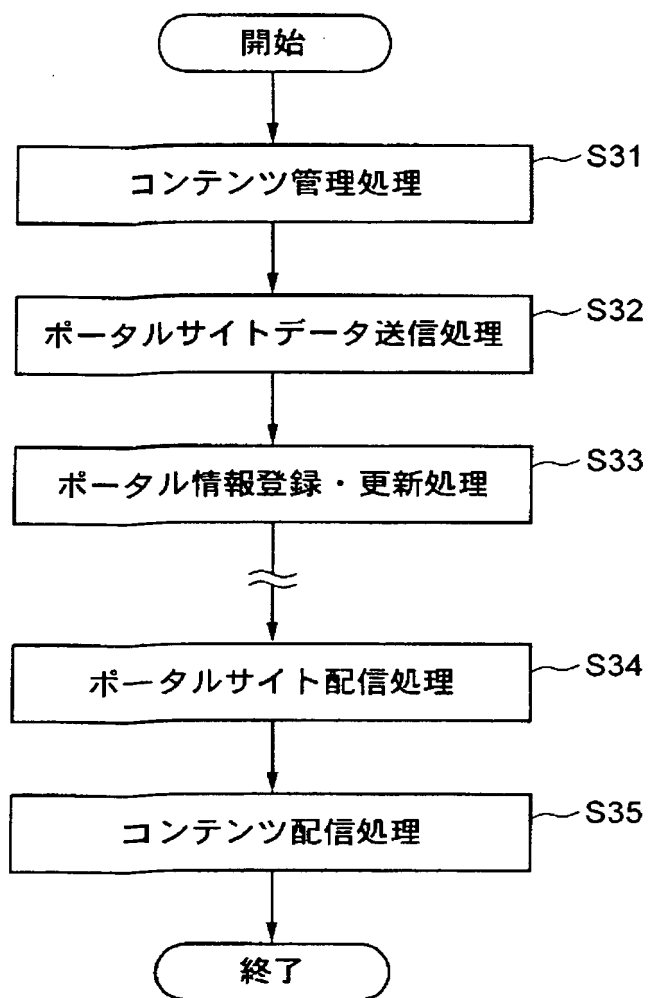 開始
コンテンツ管理処理
S31
ポータルサイトデータ送信処理
S32
ポータル情報登録・更新処理
S33
ポータルサイト配信処理
S34
コンテンツ配信処理
S35
終了